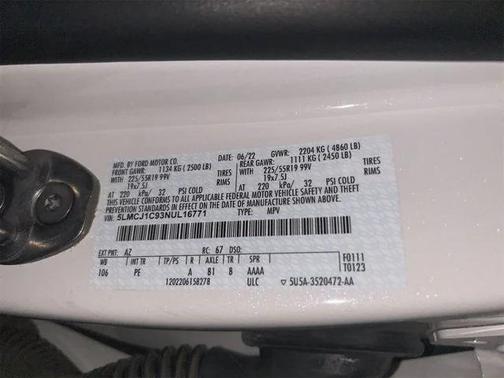 MFD. BY FORD MOTOR CO.
DATE: 06/22 GVWR: 2204 KG (4860 LB)
FRONT GAWR: 1134 KG (2500 LB) REAR GAWR: 1111 KG (2450 LB)
WITH 225/55R19 99V TIRES WITH 225/55R19 99V TIRES
19x7.5J RIMS 19x7.5J RIMS
AT 220 kPa/ 32 PSI COLD AT 220 kPa/ 32 PSI COLD
THIS VEHICLE CONFORMS TO ALL APPLICABLE FEDERAL MOTOR VEHICLE SAFETY AND THEFT
PREVENTION STANDARDS IN EFFECT ON THE DATE OF MANUFACTURE SHOWN ABOVE.
VIN: 5LMCJ1C93NUL16771 TYPE: MPV
EXT PNT: AZ RC: 67 DSO: F0111
WB INT TR TP/PS R AXLE TR SPR T0123
106 PE A 81 B AAAA
1202206158278 ULC 5U5A-3520472-AA